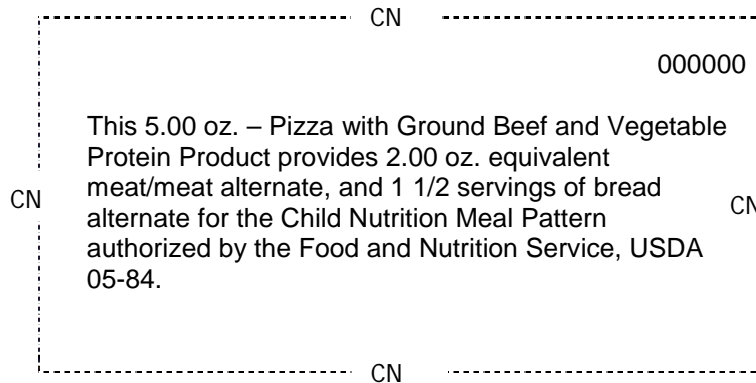 CN
000000
This 5.00 oz. – Pizza with Ground Beef and Vegetable
Protein Product provides 2.00 oz. equivalent
meat/meat alternate, and 1 1/2 servings of bread
alternate for the Child Nutrition Meal Pattern
authorized by the Food and Nutrition Service, USDA
05-84.
CN
CN
CN